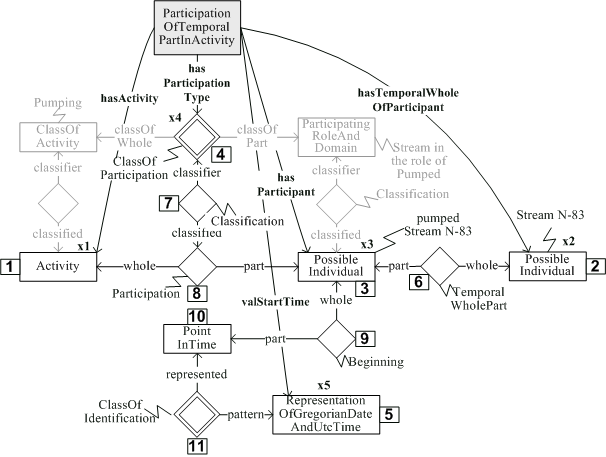 Participation
OfTemporal
PartInActivity
has
Participation
Type
hasActivity
hasTemporalWhole
OfParticipant
Pumping
x4
ClassOf
Activity
classOf
Whole
classOf
Part
Participating
RoleAnd
Domain
ClassOf
Participation
4
Stream in
the role of
Pumped
classifier
classifier
classifier
has
Participant
7
Classification
Classification
classified
classified
classified
pumped
Stream N-83
Stream N-83
x1
x3
x2
1
Activity
whole
part
Possible
Individual
part
whole
Possible
Individual
2
Participation
8
3
6
Temporal
WholePart
valStartTime
whole
10
Point
InTime
part
9
Beginning
represented
x5
ClassOf
Identification
pattern
Representation
OfGregorianDate
AndUtcTime
5
11